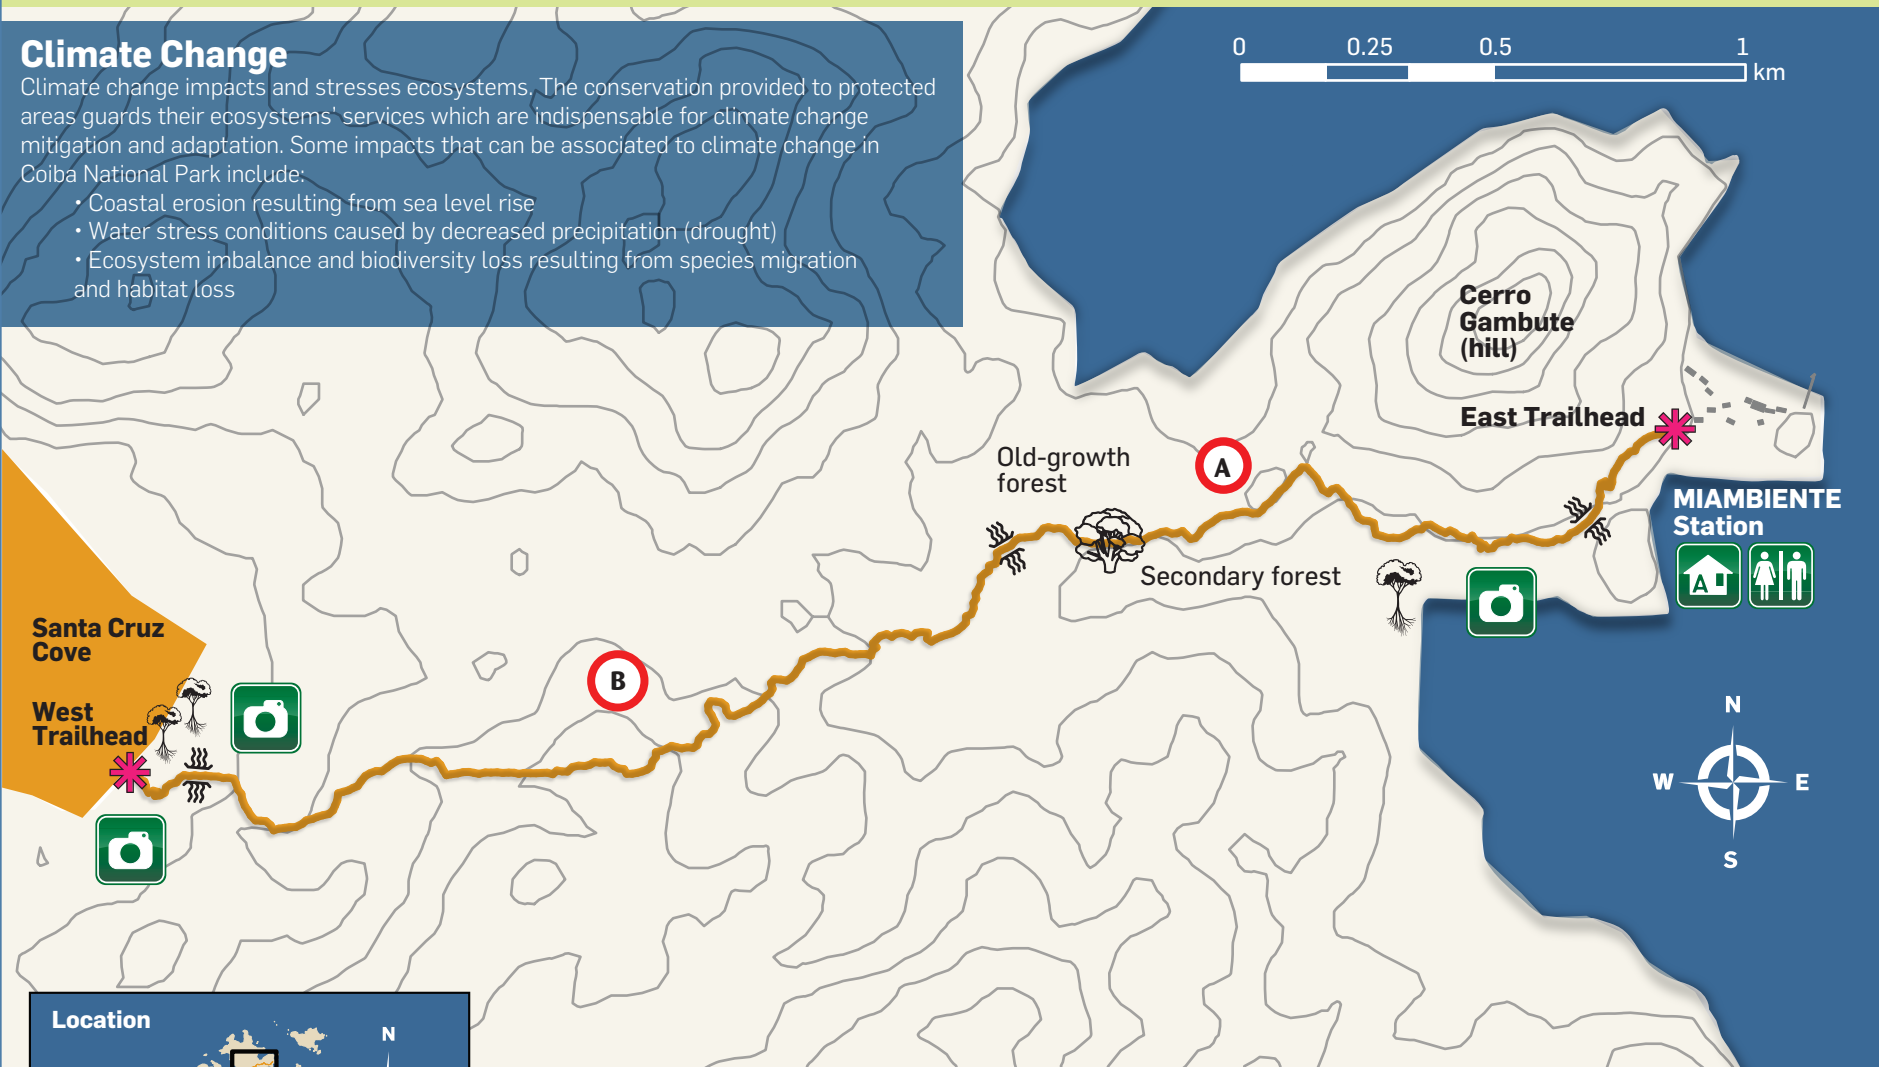 Climate Change
Climate change impacts and stresses ecosystems. The conservation provided to protected
areas guards their ecosystems' services which are indispensable for climate change
mitigation and adaptation. Some impacts that can be associated to climate change in
Coiba National Park include:
• Coastal erosion resulting from sea level rise
• Water stress conditions caused by decreased precipitation (drought)
• Ecosystem imbalance and biodiversity loss resulting from species migration
and habitat loss
0 0.25 0.5 1
km
Cerro
Gambute
(hill)
East Trailhead
Old-growth
forest
A
MIAMBIENTE
Station
A
Secondary forest
Santa Cruz
Cove
B
West
Trailhead
N
W E
S
Location
N